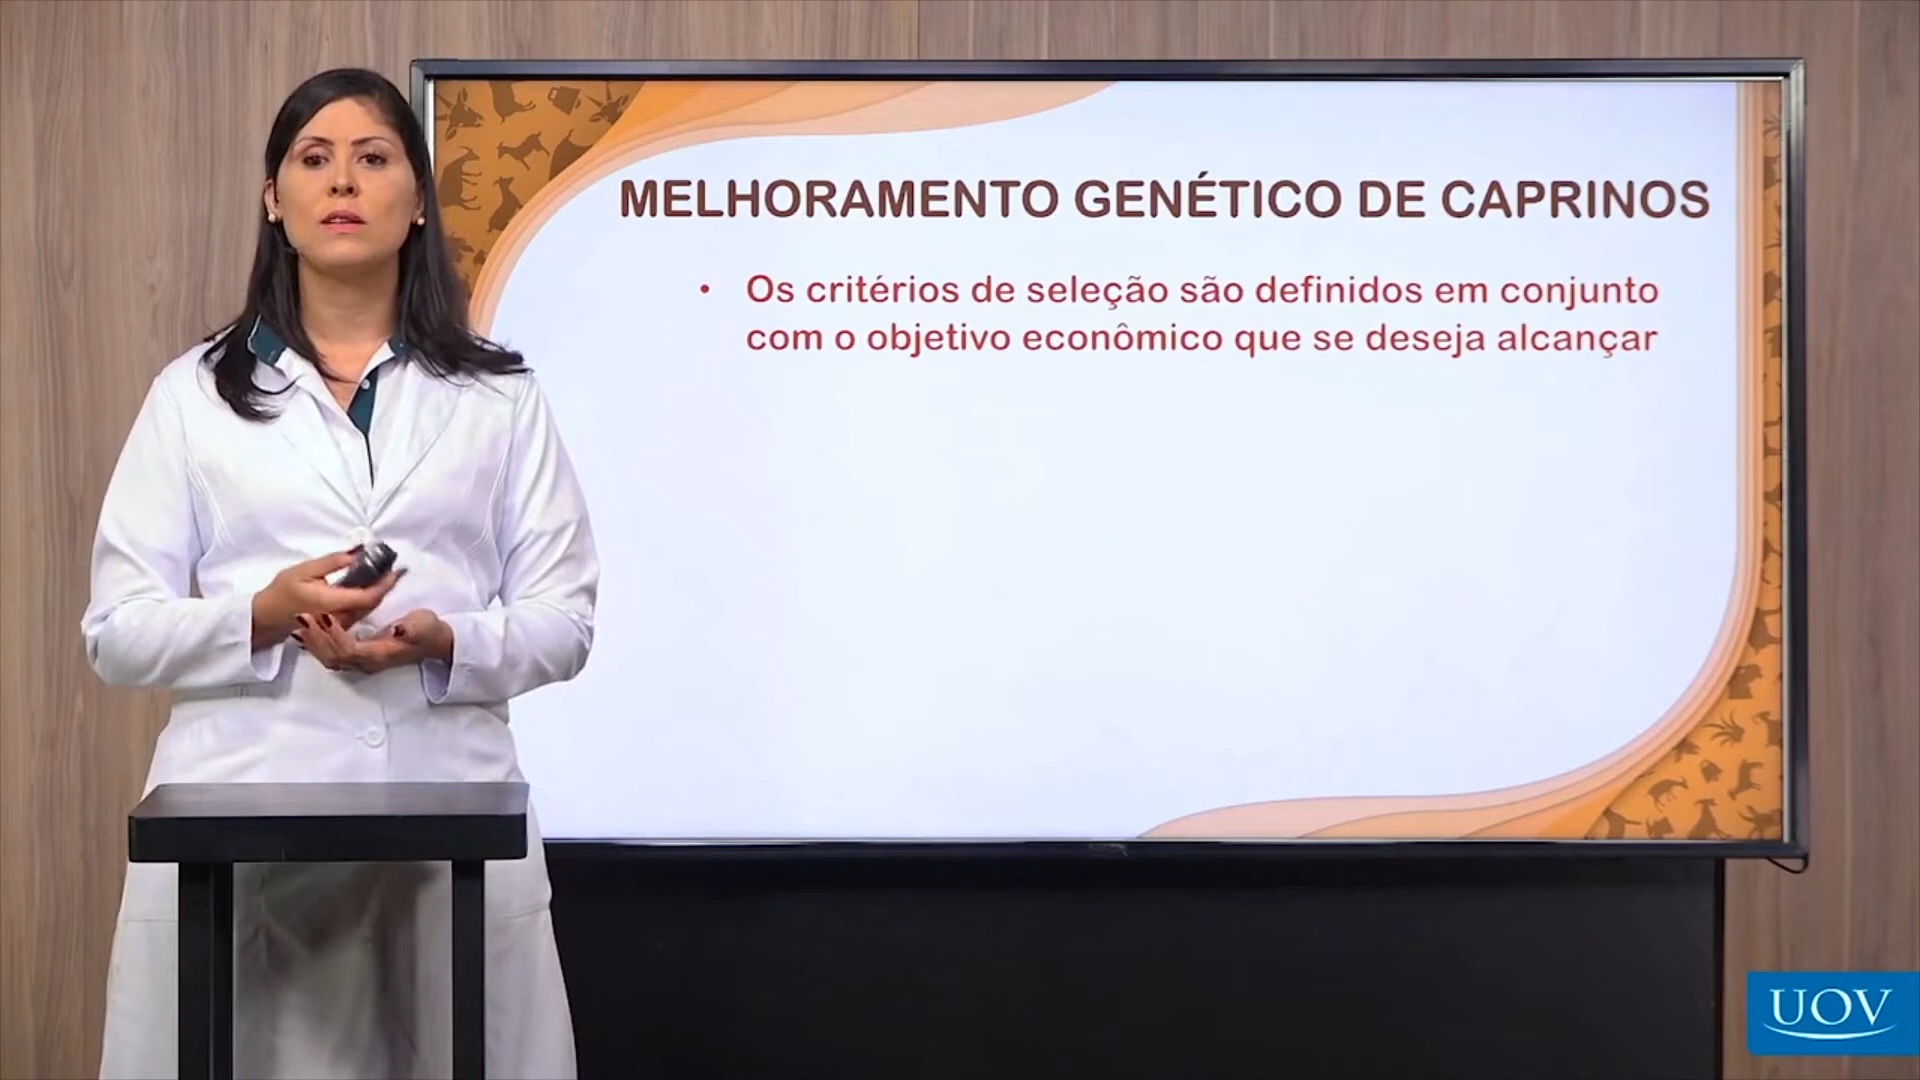 MELHORAMENTO GENÉTICO DE CAPRINOS
• Os critérios de seleção são definidos em conjunto
com o objetivo econômico que se deseja alcançar
UOV